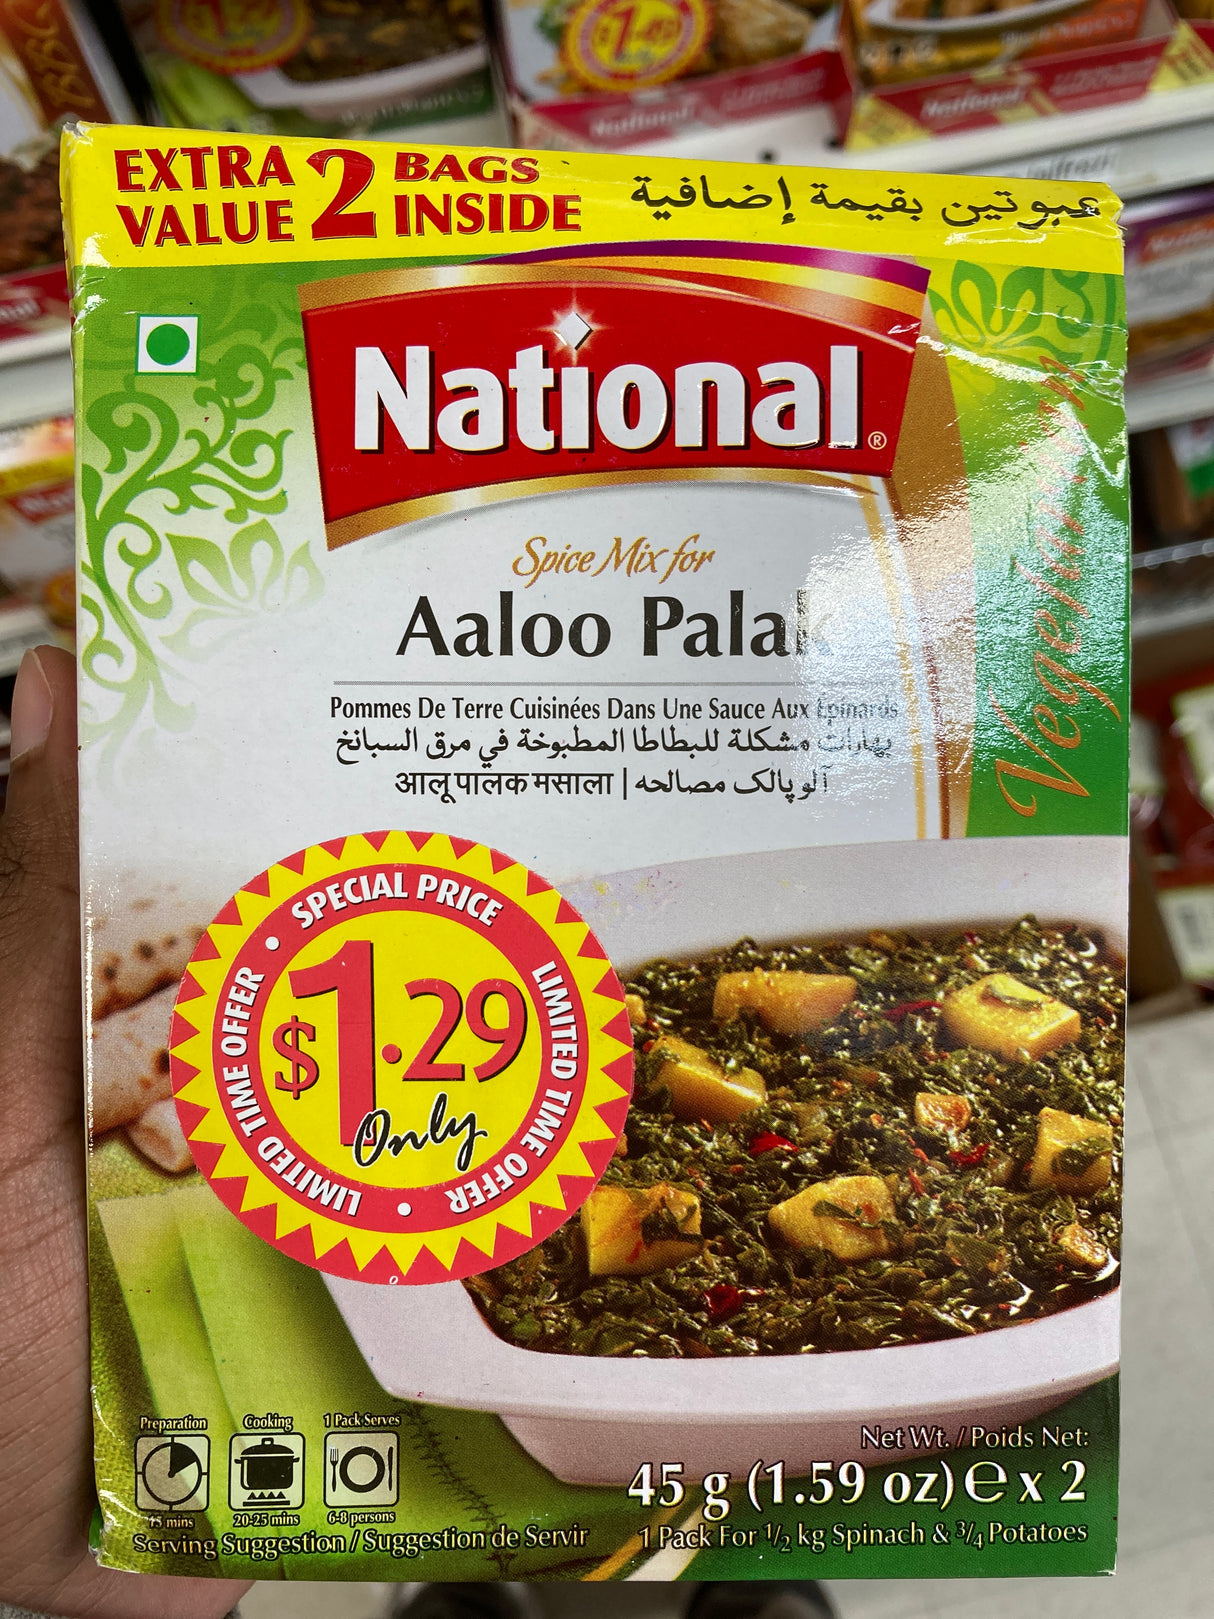 EXTRA VALUE 2 BAGS INSIDE
عبوتين بقيمة إضافية
National®
Spice Mix for
Aaloo Palak
Pommes De Terre Cuisinées Dans Une Sauce Aux Épinards
بهارات مشكلة للبطاطا المطبوخة في مرق السبانخ
आलू पालक मसाला | آلو پالک مصالحہ
Vegetarian
SPECIAL PRICE
LIMITED TIME OFFER • LIMITED TIME OFFER
$1.29
Only
Preparation
15 mins
Cooking
20-25 mins
1 Pack Serves
6-8 persons
Serving Suggestion / Suggestion de Servir
Net Wt. / Poids Net:
45 g (1.59 oz) ℮ x 2
1 Pack For 1/2 kg Spinach & 3/4 Potatoes
National